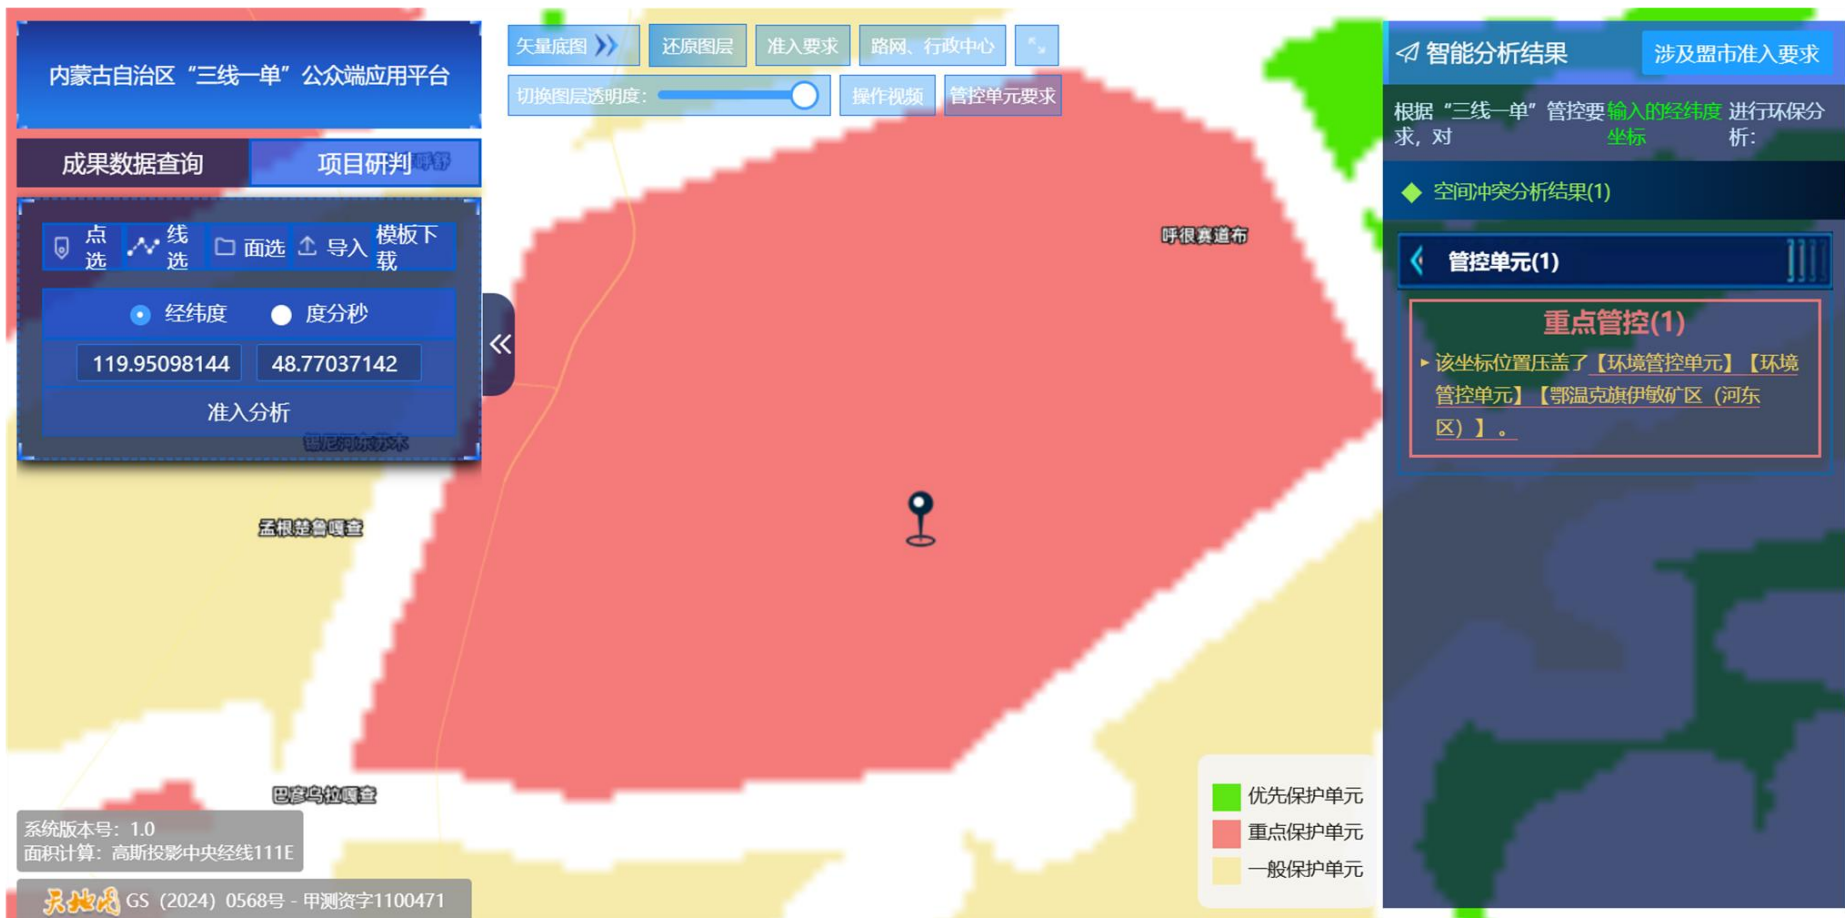 内蒙古自治区“三线一单”公众端应用平台
成果数据查询
项目研判
点选
线选
面选
导入
模板下载
经纬度
度分秒
119.95098144
48.77037142
准入分析
锡尼河东苏木
矢量底图
还原图层
准入要求
路网、行政中心
切换图层透明度：
操作视频
管控单元要求
呼很赛道布
孟根楚鲁嘎查
巴彦乌拉嘎查
系统版本号：1.0
面积计算：高斯投影中央经线111E
天地图 GS（2024）0568号 - 甲测资字1100471
优先保护单元
重点保护单元
一般保护单元
智能分析结果
涉及盟市准入要求
根据“三线一单”管控要求，对
输入的经纬度坐标
进行环保分析：
空间冲突分析结果(1)
管控单元(1)
重点管控(1)
该坐标位置压盖了【环境管控单元】【环境
管控单元】【鄂温克旗伊敏矿区（河东
区）】。